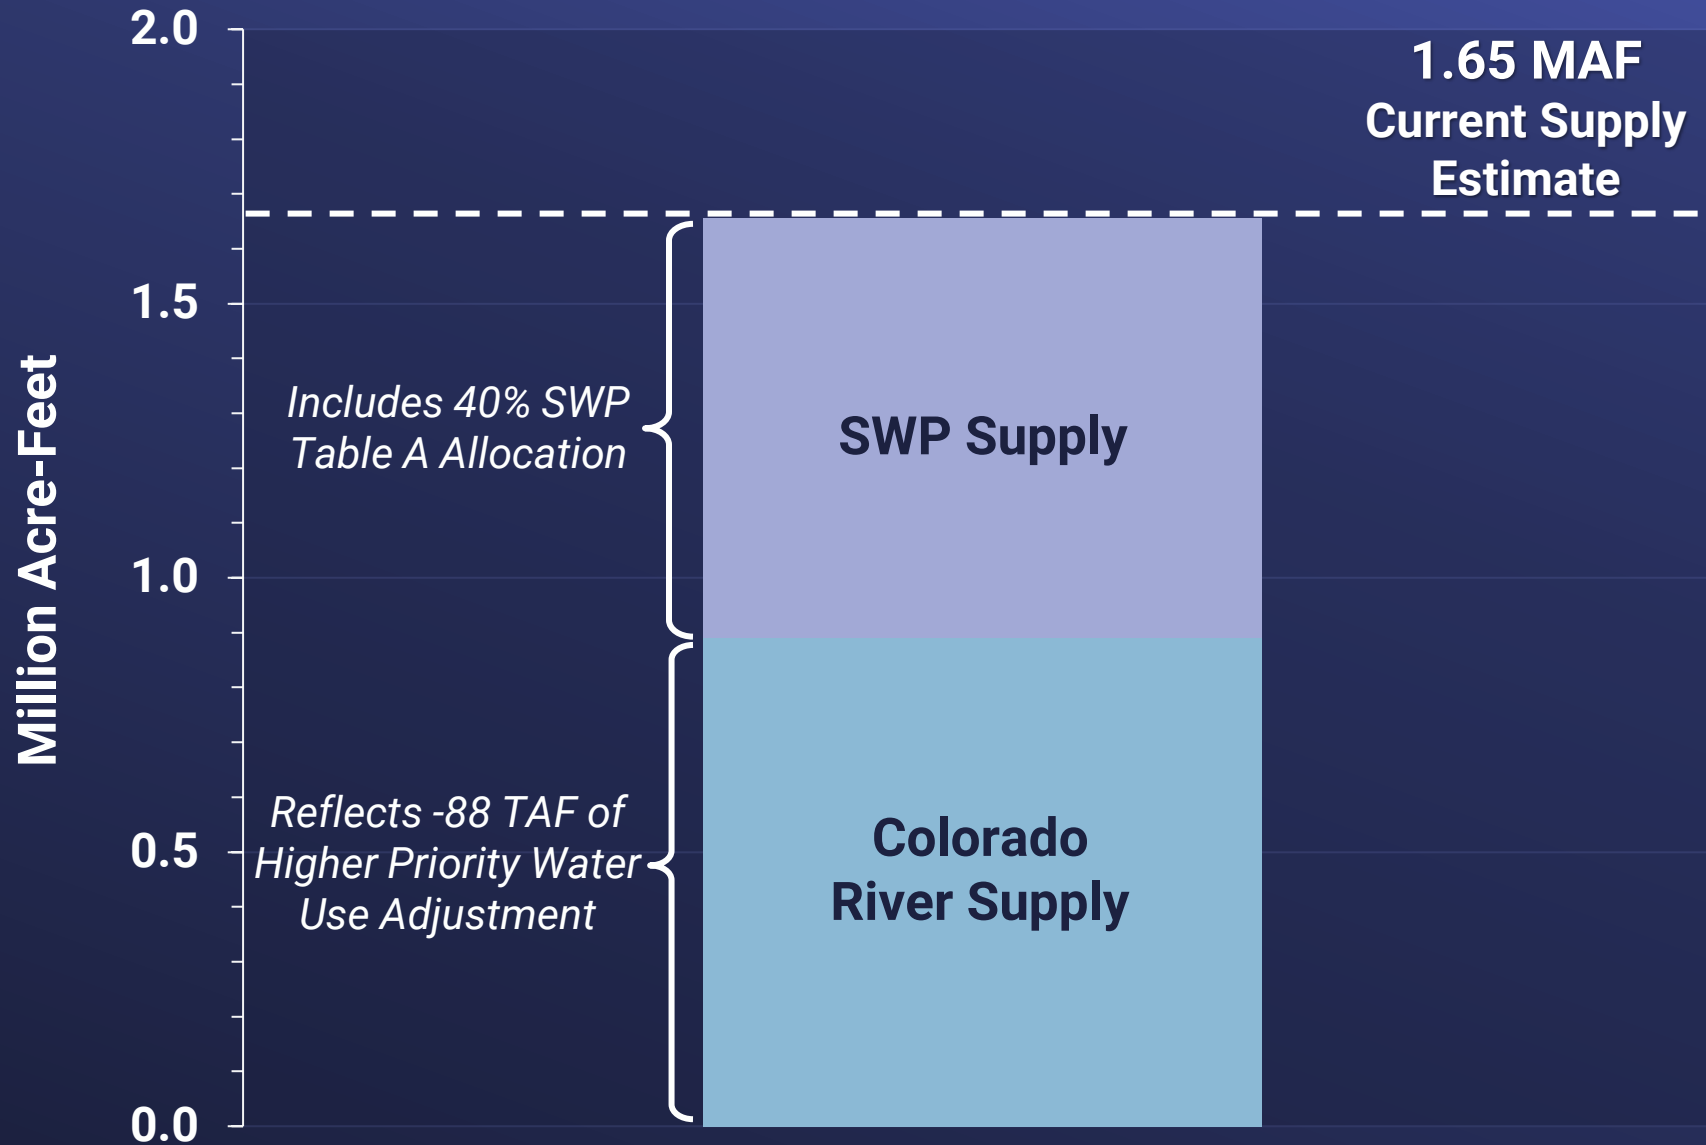 2.0
1.5
1.0
0.5
0.0
Million Acre-Feet
1.65 MAF
Current Supply
Estimate
Includes 40% SWP
Table A Allocation
SWP Supply
Reflects -88 TAF of
Higher Priority Water
Use Adjustment
Colorado
River Supply